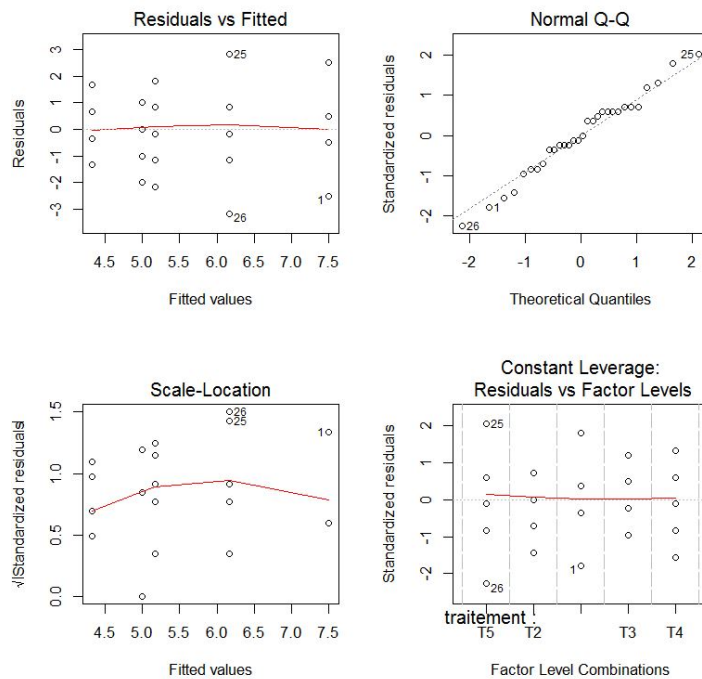 Residuals vs Fitted
Residuals
3
2
1
0
-1
-2
-3
25
1
26
4.5 5.0 5.5 6.0 6.5 7.0 7.5
Fitted values
Normal Q-Q
Standardized residuals
2
1
0
-1
-2
25
1
26
-2 -1 0 1 2
Theoretical Quantiles
Scale-Location
√|Standardized residuals|
1.5
1.0
0.5
0.0
26
25
1
4.5 5.0 5.5 6.0 6.5 7.0 7.5
Fitted values
Constant Leverage:
Residuals vs Factor Levels
Standardized residuals
2
1
0
-1
-2
25
1
26
traitement :
T5 T2 T3 T4
Factor Level Combinations